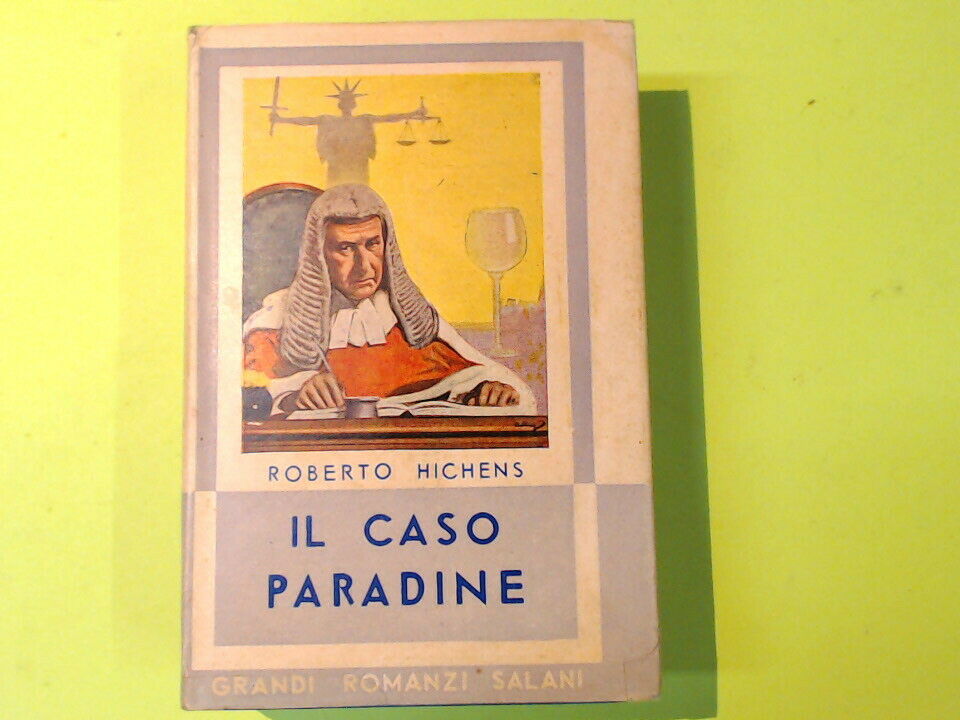 ROBERTO HICHENS
IL CASO
PARADINE
GRANDI ROMANZI SALANI